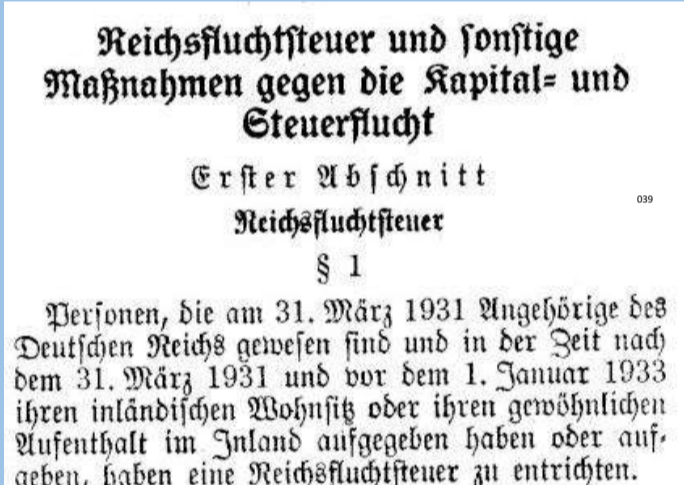 Reichsfluchtsteuer und sonstige
Maßnahmen gegen die Kapital- und
Steuerflucht
Erster Abschnitt
039
Reichsfluchtsteuer
§ 1
Personen, die am 31. März 1931 Angehörige des
Deutschen Reichs gewesen sind und in der Zeit nach
dem 31. März 1931 und vor dem 1. Januar 1933
ihren inländischen Wohnsitz oder ihren gewöhnlichen
Aufenthalt im Inland aufgegeben haben oder auf-
geben, haben eine Reichsfluchtsteuer zu entrichten.